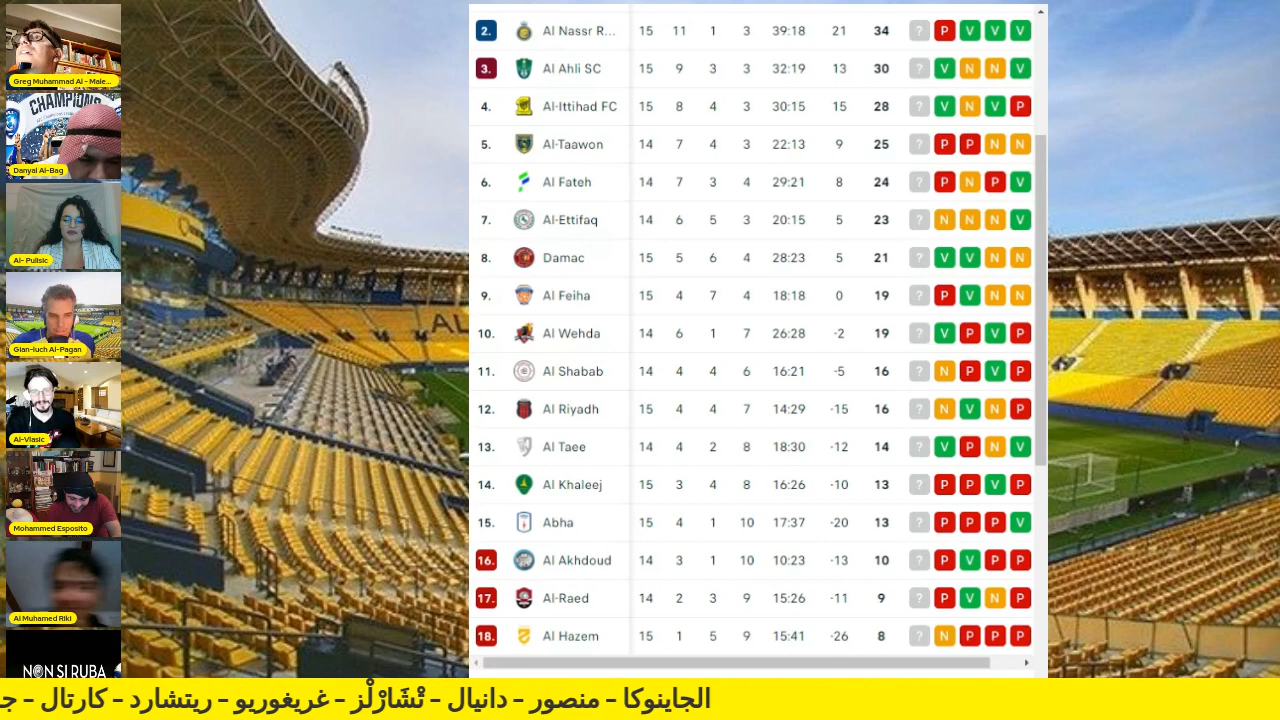 Greg Muhammad Al - Male...
CHAMPIONS
Danyal Al-Bag
Al- Pulisic
Gian-luch Al-Pagan
Al-Vlasic
Mohammed Esposito
Al Muhamed Riki
NON SI RUBA
AL
2. Al Nassr R... 15 11 1 3 39:18 21 34 ? P V V V
3. Al Ahli SC 15 9 3 3 32:19 13 30 ? V N N V
4. Al-Ittihad FC 15 8 4 3 30:15 15 28 ? V N V P
5. Al-Taawon 14 7 4 3 22:13 9 25 ? P P N N
6. Al Fateh 14 7 3 4 29:21 8 24 ? P N P V
7. Al-Ettifaq 14 6 5 3 20:15 5 23 ? N N N V
8. Damac 15 5 6 4 28:23 5 21 ? V V N N
9. Al Feiha 15 4 7 4 18:18 0 19 ? P V N N
10. Al Wehda 14 6 1 7 26:28 -2 19 ? V P V P
11. Al Shabab 14 4 4 6 16:21 -5 16 ? N P V P
12. Al Riyadh 15 4 4 7 14:29 -15 16 ? N V N P
13. Al Taee 14 4 2 8 18:30 -12 14 ? V P N V
14. Al Khaleej 15 3 4 8 16:26 -10 13 ? P P V P
15. Abha 15 4 1 10 17:37 -20 13 ? P P P V
16. Al Akhdoud 14 3 1 10 10:23 -13 10 ? P V P P
17. Al-Raed 14 2 3 9 15:26 -11 9 ? P V N P
18. Al Hazem 15 1 5 9 15:41 -26 8 ? N P P P
الجاينوكا - منصور - دانيال - تْشَارْلْز - غريغوريو - ريتشارد - كارتال - جـ